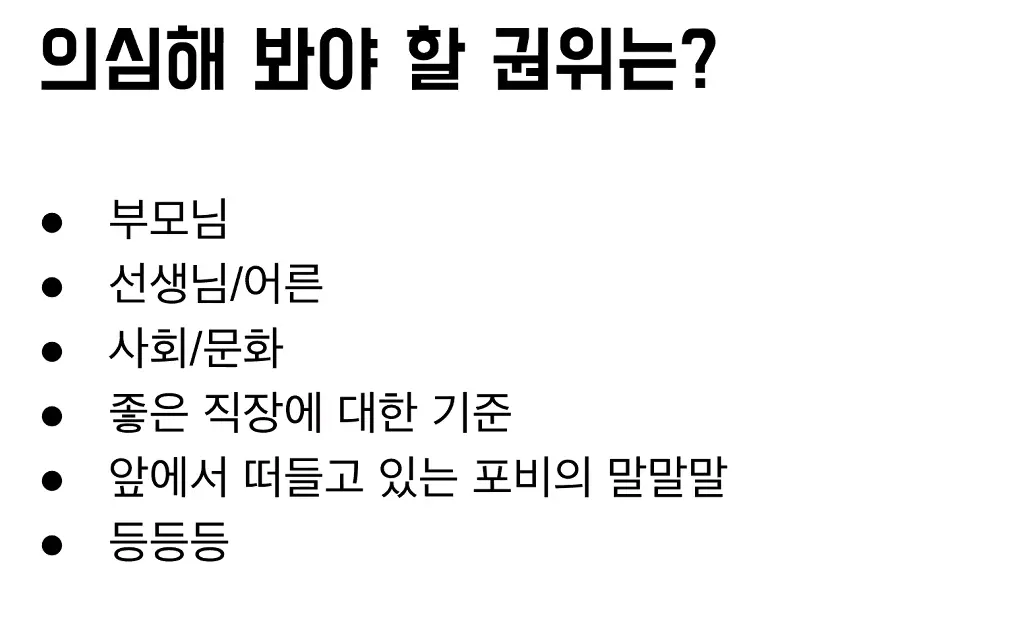 의심해 봐야 할 권위는?
● 부모님
● 선생님/어른
● 사회/문화
● 좋은 직장에 대한 기준
● 앞에서 떠들고 있는 포비의 말말말
● 등등등